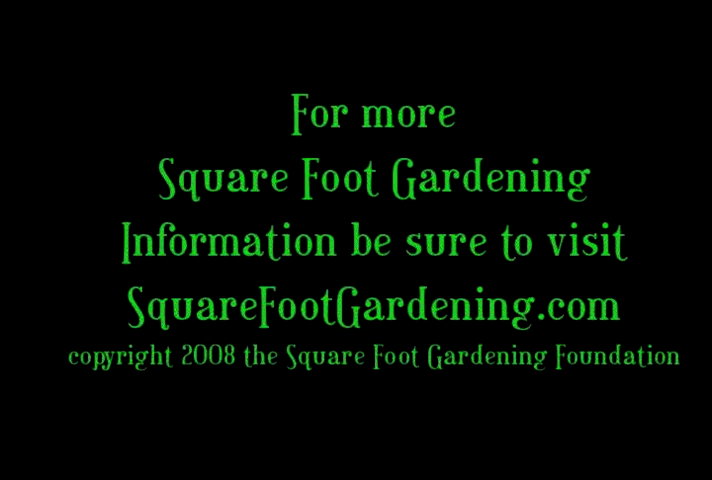 For more
Square Foot Gardening
Information be sure to visit
SquareFootGardening.com
copyright 2008 the Square Foot Gardening Foundation